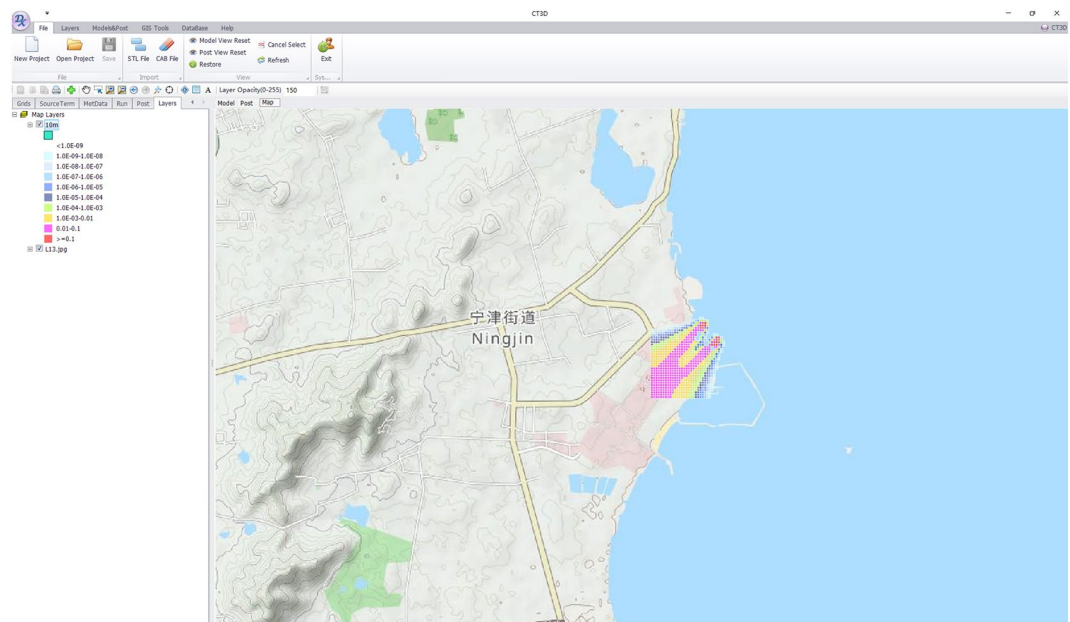 CT3D
File Layers Models&Post GIS Tools DataBase Help
CT3D
New Project Open Project Save STL File CAB File
Model View Reset
Post View Reset
Restore
Cancel Select
Refresh
Exit
File Import View Sys...
Layer Opacity(0-255) 150
Grids SourceTerm MetData Run Post Layers
Model Post Map
Map Layers
10m
<1.0E-09
1.0E-09-1.0E-08
1.0E-08-1.0E-07
1.0E-07-1.0E-06
1.0E-06-1.0E-05
1.0E-05-1.0E-04
1.0E-04-1.0E-03
1.0E-03-0.01
0.01-0.1
>=0.1
L13.jpg
宁津街道
Ningjin